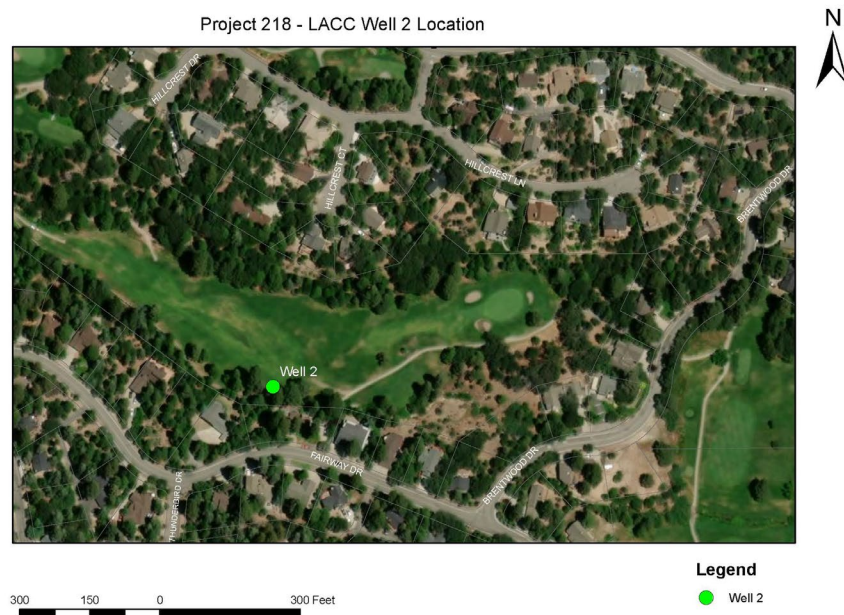 Project 218 - LACC Well 2 Location
N
HILLCREST DR
HILLCREST CT
HILLCREST LN
BRENTWOOD DR
Well 2
FAIRWAY DR
BRENTWOOD DR
THUNDERBIRD DR
Legend
Well 2
300 150 0 300 Feet